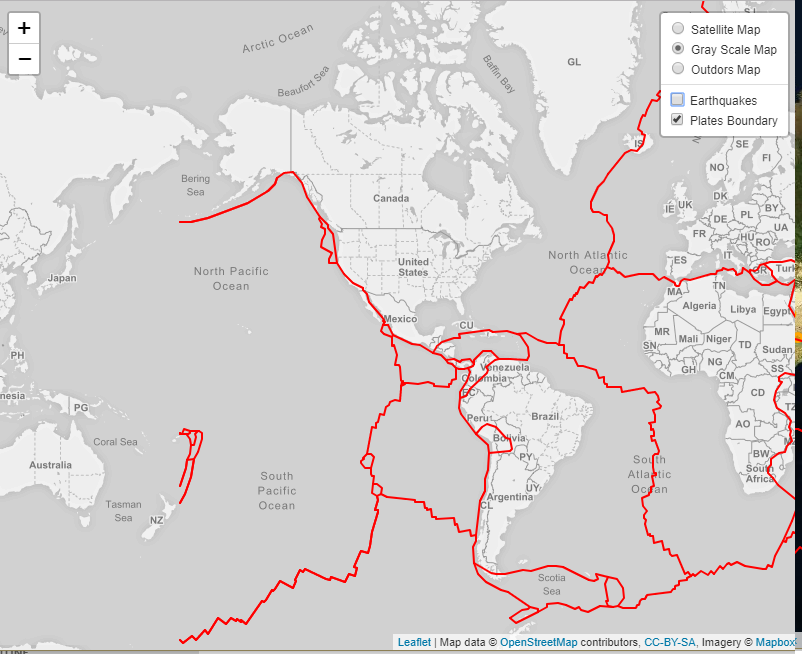 +
−
Satellite Map
Gray Scale Map
Outdors Map
Earthquakes
Plates Boundary
Arctic Ocean
Beaufort Sea
Baffin Bay
GL
IS
SE
FI
NO
Bering
Sea
Canada
DK
IE UK
PL
BY
DE
UA
FR
HU
RO
IT
ES
GR
Turk
North Atlantic
Ocean
North Pacific
Ocean
United
States
Japan
TN
MA
Algeria
Libya
Egypt
Mexico
CU
MR
Mali
Niger
TD
Sudan
SN
NG
GH
CM
SS
PH
Venezuela
Colombia
EC
CD
TZ
nesia
PG
Peru
Brazil
AO
Coral Sea
Bolivia
BW
Australia
PY
South
Atlantic
Ocean
South
Africa
South
Pacific
Ocean
UY
Argentina
CL
Tasman
Sea
NZ
Scotia
Sea
Leaflet | Map data © OpenStreetMap contributors, CC-BY-SA, Imagery © Mapbox